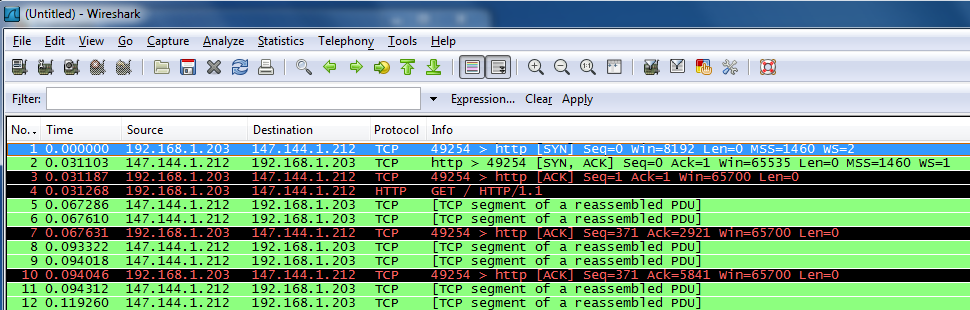 (Untitled) - Wireshark
File Edit View Go Capture Analyze Statistics Telephony Tools Help
Filter: Expression... Clear Apply
No. Time Source Destination Protocol Info
1 0.000000 192.168.1.203 147.144.1.212 TCP 49254 > http [SYN] Seq=0 Win=8192 Len=0 MSS=1460 WS=2
2 0.031103 147.144.1.212 192.168.1.203 TCP http > 49254 [SYN, ACK] Seq=0 Ack=1 Win=65535 Len=0 MSS=1460 WS=1
3 0.031187 192.168.1.203 147.144.1.212 TCP 49254 > http [ACK] Seq=1 Ack=1 Win=65700 Len=0
4 0.031268 192.168.1.203 147.144.1.212 HTTP GET / HTTP/1.1
5 0.067286 147.144.1.212 192.168.1.203 TCP [TCP segment of a reassembled PDU]
6 0.067610 147.144.1.212 192.168.1.203 TCP [TCP segment of a reassembled PDU]
7 0.067631 192.168.1.203 147.144.1.212 TCP 49254 > http [ACK] Seq=371 Ack=2921 Win=65700 Len=0
8 0.093322 147.144.1.212 192.168.1.203 TCP [TCP segment of a reassembled PDU]
9 0.094018 147.144.1.212 192.168.1.203 TCP [TCP segment of a reassembled PDU]
10 0.094046 192.168.1.203 147.144.1.212 TCP 49254 > http [ACK] Seq=371 Ack=5841 Win=65700 Len=0
11 0.094312 147.144.1.212 192.168.1.203 TCP [TCP segment of a reassembled PDU]
12 0.119260 147.144.1.212 192.168.1.203 TCP [TCP segment of a reassembled PDU]